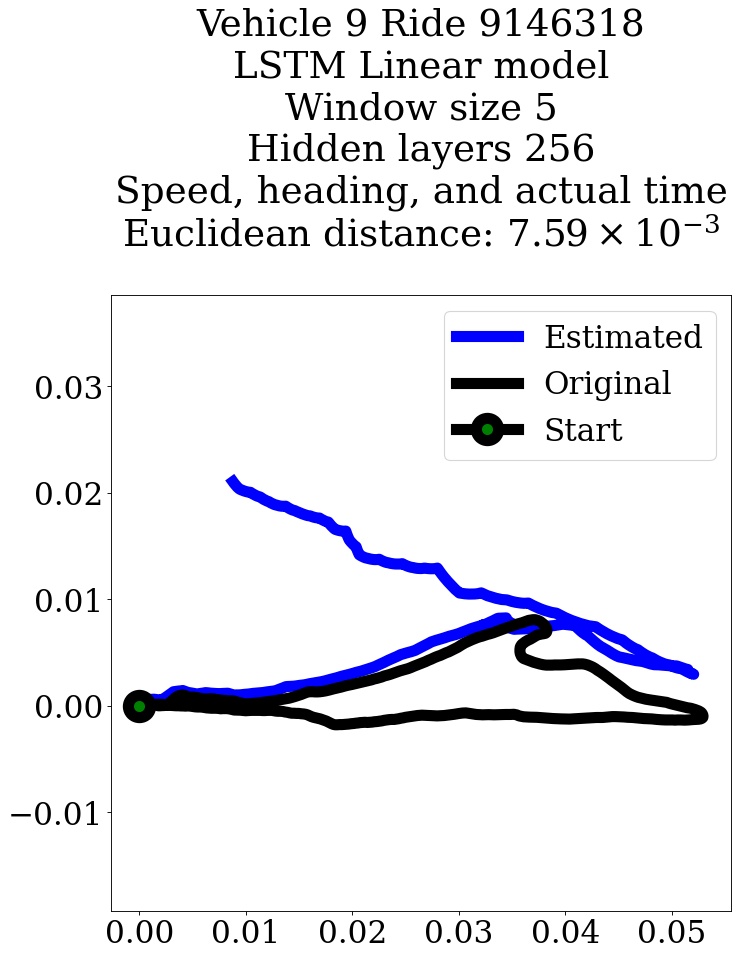 Vehicle 9 Ride 9146318
LSTM Linear model
Window size 5
Hidden layers 256
Speed, heading, and actual time
Euclidean distance: 7.59 × 10⁻³
Estimated
Original
Start
0.03
0.02
0.01
0.00
−0.01
0.00 0.01 0.02 0.03 0.04 0.05